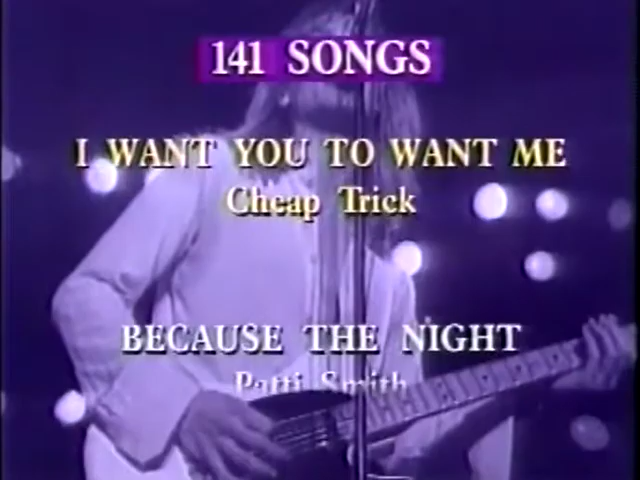 141 SONGS
I WANT YOU TO WANT ME
Cheap Trick
BECAUSE THE NIGHT
Patti Smith